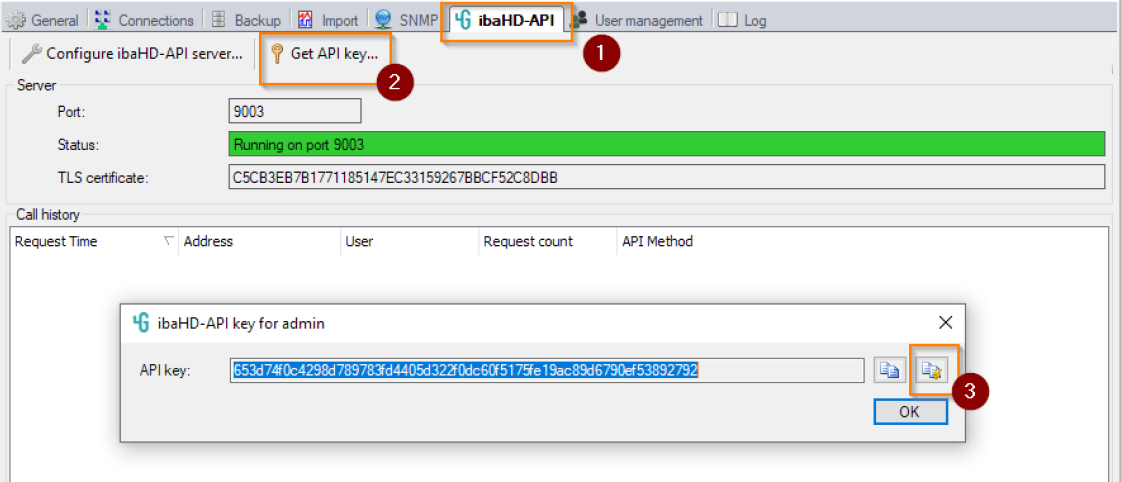 General Connections Backup Import SNMP ibaHD-API User management Log
1
Configure ibaHD-API server... Get API key...
2
Server
Port: 9003
Status: Running on port 9003
TLS certificate: C5CB3EB7B1771185147EC33159267BBCF52C8DBB
Call history
Request Time Address User Request count API Method
ibaHD-API key for admin
API key: 653d74f0c4298d789783fd4405d322f0dc60f5175fe19ac89d6790ef53892792
3
OK